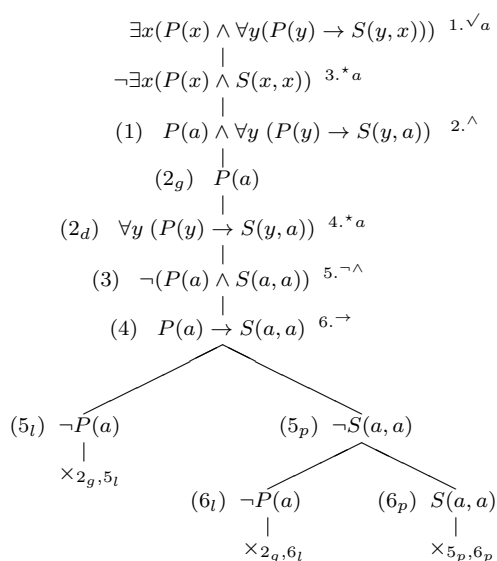 ∃x(P(x) ∧ ∀y(P(y) → S(y, x))) 1.√a
¬∃x(P(x) ∧ S(x, x)) 3.⋆a
(1) P(a) ∧ ∀y (P(y) → S(y, a)) 2.∧
(2g) P(a)
(2d) ∀y (P(y) → S(y, a)) 4.⋆a
(3) ¬(P(a) ∧ S(a, a)) 5.¬∧
(4) P(a) → S(a, a) 6.→
(5l) ¬P(a) (5p) ¬S(a, a)
×2g,5l
(6l) ¬P(a) (6p) S(a, a)
×2g,6l ×5p,6p